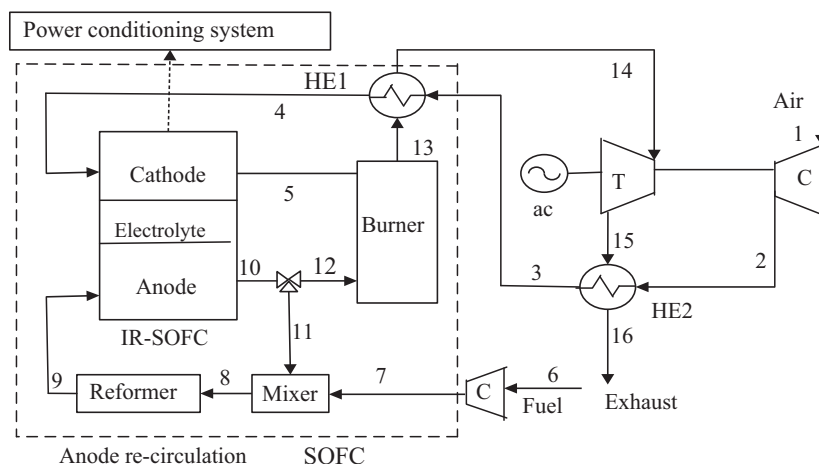 Power conditioning system
HE1
14
4
Air
1
13
Cathode
T
C
5
ac
Burner
Electrolyte
15
2
10
12
3
Anode
HE2
11
16
IR-SOFC
9
Reformer
8
Mixer
7
C
6
Fuel
Exhaust
Anode re-circulation
SOFC